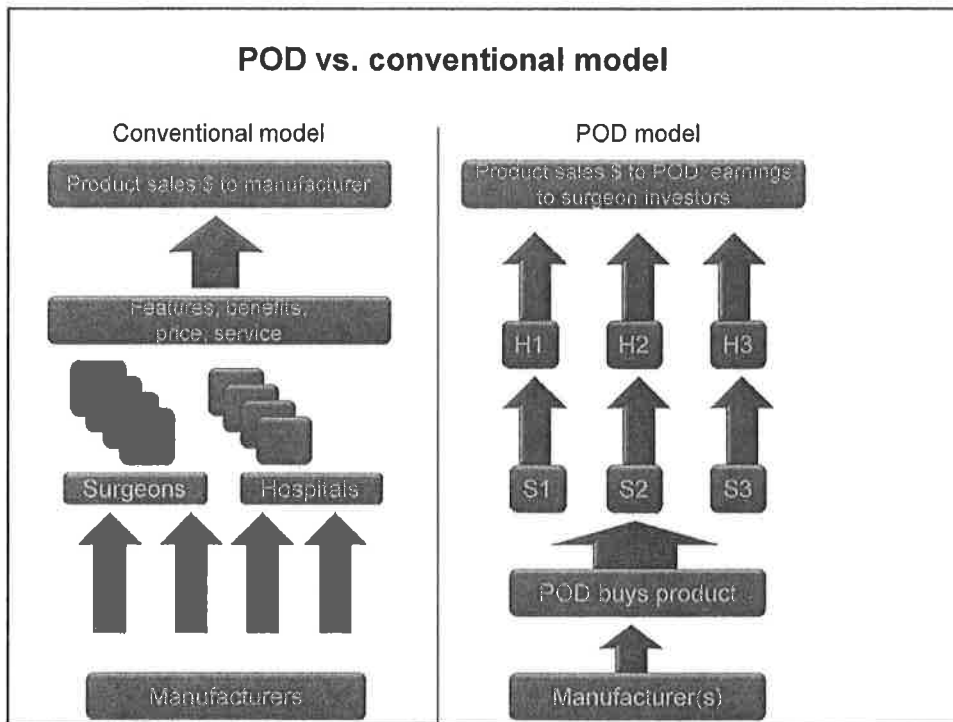 POD vs. conventional model
Conventional model
Product sales $ to manufacturer
Features, benefits,
price, service
Surgeons
Hospitals
Manufacturers
POD model
Product sales $ to POD; earnings
to surgeon investors
H1
H2
H3
S1
S2
S3
POD buys product
Manufacturer(s)